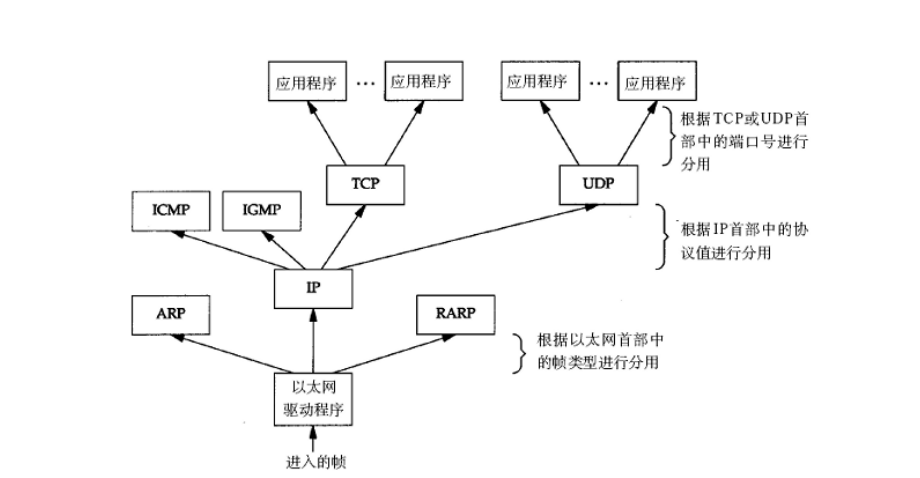 应用程序 … 应用程序 应用程序 … 应用程序
根据TCP或UDP首
部中的端口号进行
分用
TCP UDP
ICMP IGMP
根据IP首部中的协
议值进行分用
IP
ARP RARP
根据以太网首部中
的帧类型进行分用
以太网
驱动程序
进入的帧